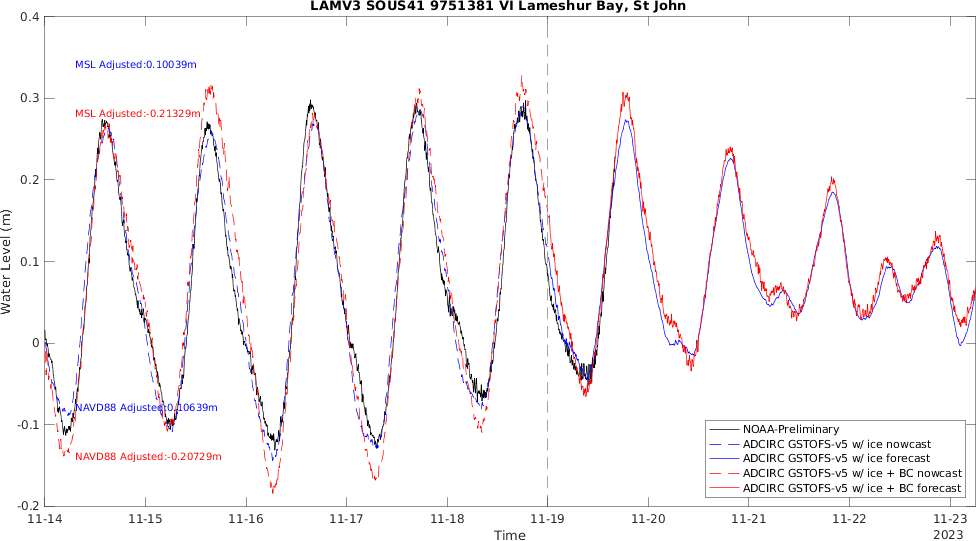 LAMV3 SOUS41 9751381 VI Lameshur Bay, St John
0.4
0.3
0.2
0.1
0
-0.1
-0.2
Water Level (m)
MSL Adjusted:0.10039m
MSL Adjusted:-0.21329m
NAVD88 Adjusted:0.10639m
NAVD88 Adjusted:-0.20729m
NOAA-Preliminary
ADCIRC GSTOFS-v5 w/ ice nowcast
ADCIRC GSTOFS-v5 w/ ice forecast
ADCIRC GSTOFS-v5 w/ ice + BC nowcast
ADCIRC GSTOFS-v5 w/ ice + BC forecast
11-14 11-15 11-16 11-17 11-18 11-19 11-20 11-21 11-22 11-23
Time
2023